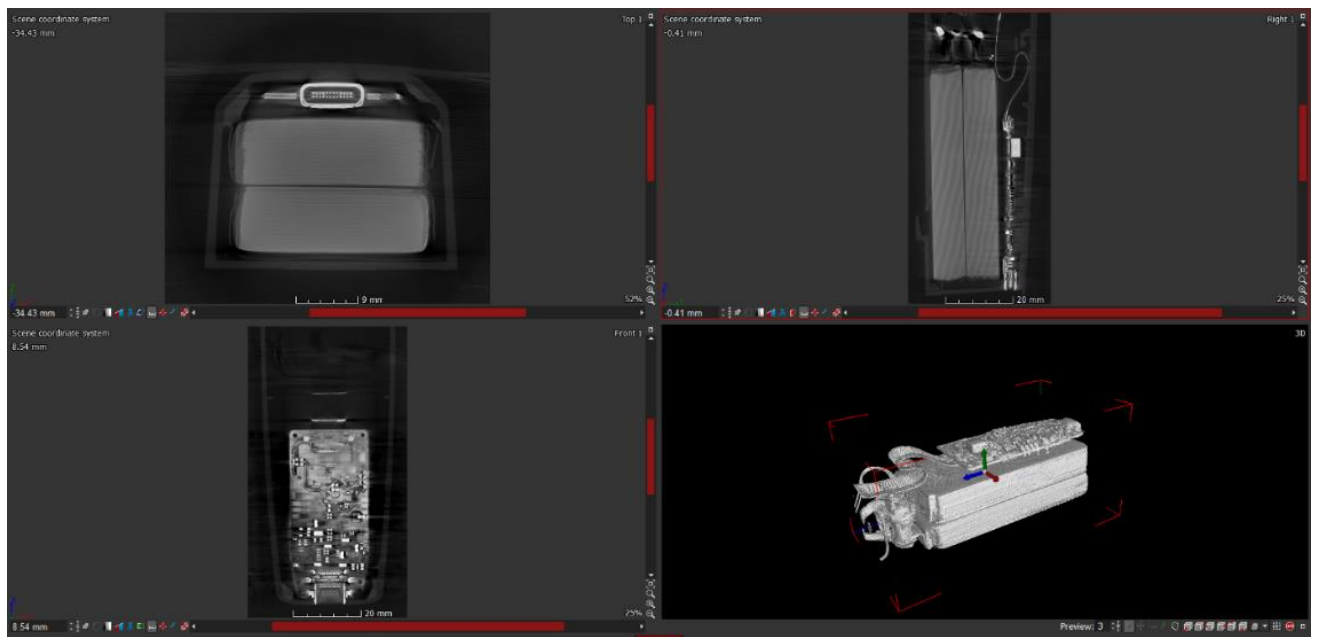 Scene coordinate system
Top 1
-34.43 mm
9 mm
52%
-34.43 mm
Scene coordinate system
Right 1
-0.41 mm
20 mm
25%
-0.41 mm
Scene coordinate system
Front 1
8.54 mm
20 mm
25%
8.54 mm
3D
Preview: 3